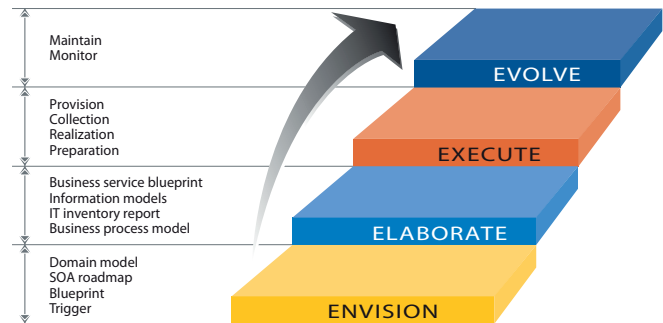 Maintain
Monitor
EVOLVE
Provision
Collection
Realization
Preparation
EXECUTE
Business service blueprint
Information models
IT inventory report
Business process model
ELABORATE
Domain model
SOA roadmap
Blueprint
Trigger
ENVISION